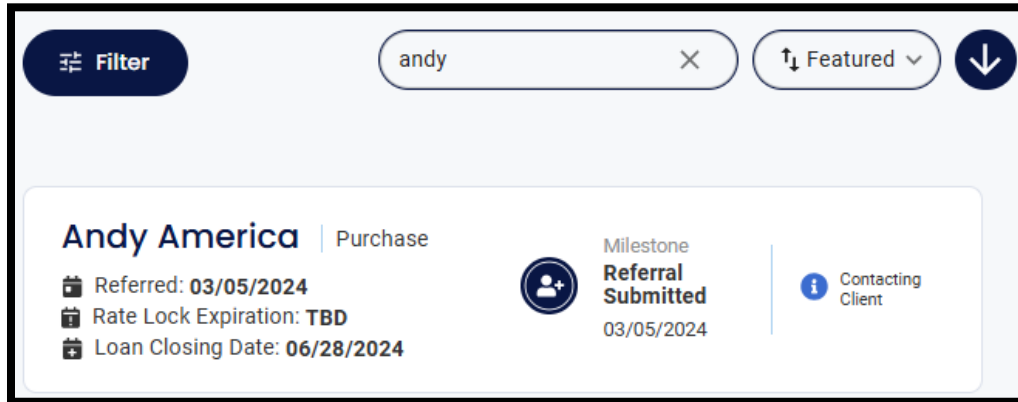 Filter
andy
Featured
Andy America
Purchase
Referred: 03/05/2024
Rate Lock Expiration: TBD
Loan Closing Date: 06/28/2024
Milestone
Referral
Submitted
03/05/2024
Contacting
Client